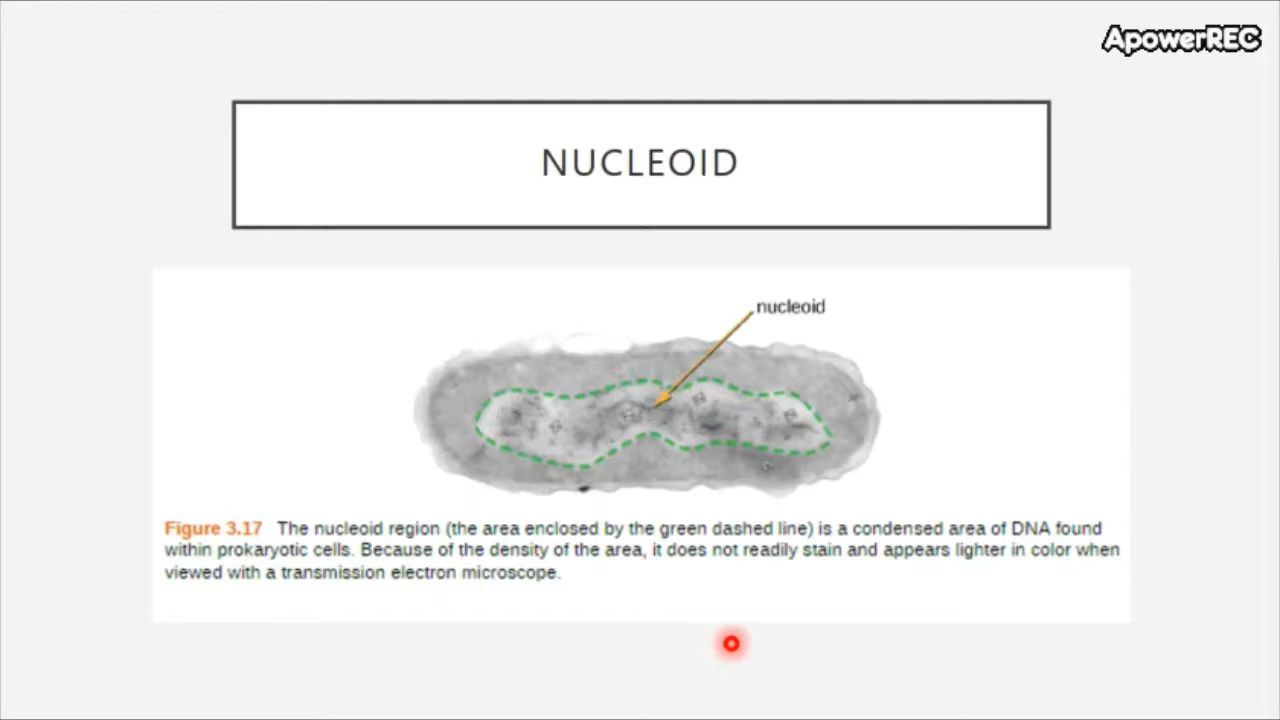 ApowerREC
NUCLEOID
nucleoid
Figure 3.17 The nucleoid region (the area enclosed by the green dashed line) is a condensed area of DNA found
within prokaryotic cells. Because of the density of the area, it does not readily stain and appears lighter in color when
viewed with a transmission electron microscope.